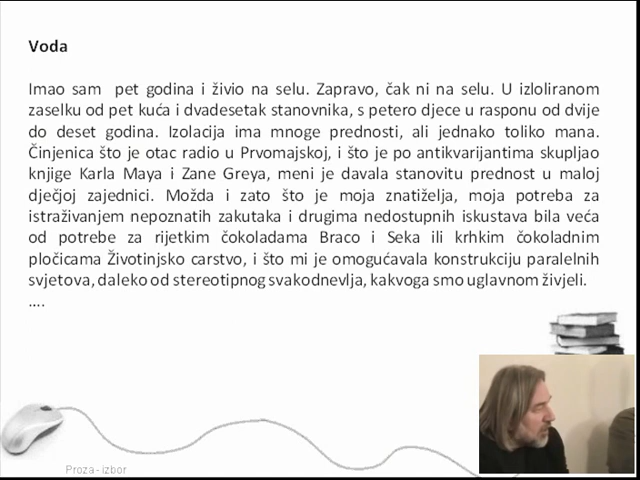 Voda
Imao sam pet godina i živio na selu. Zapravo, čak ni na selu. U izloliranom
zaselku od pet kuća i dvadesetak stanovnika, s petero djece u rasponu od dvije
do deset godina. Izolacija ima mnoge prednosti, ali jednako toliko mana.
Činjenica što je otac radio u Prvomajskoj, i što je po antikvarijantima skupljao
knjige Karla Maya i Zane Greya, meni je davala stanovitu prednost u maloj
dječjoj zajednici. Možda i zato što je moja znatiželja, moja potreba za
istraživanjem nepoznatih zakutaka i drugima nedostupnih iskustava bila veća
od potrebe za rijetkim čokoladama Braco i Seka ili krhkim čokoladnim
pločicama Životinjsko carstvo, i što mi je omogućavala konstrukciju paralelnih
svjetova, daleko od stereotipnog svakodnevlja, kakvoga smo uglavnom živjeli.
....
Proza- izbor